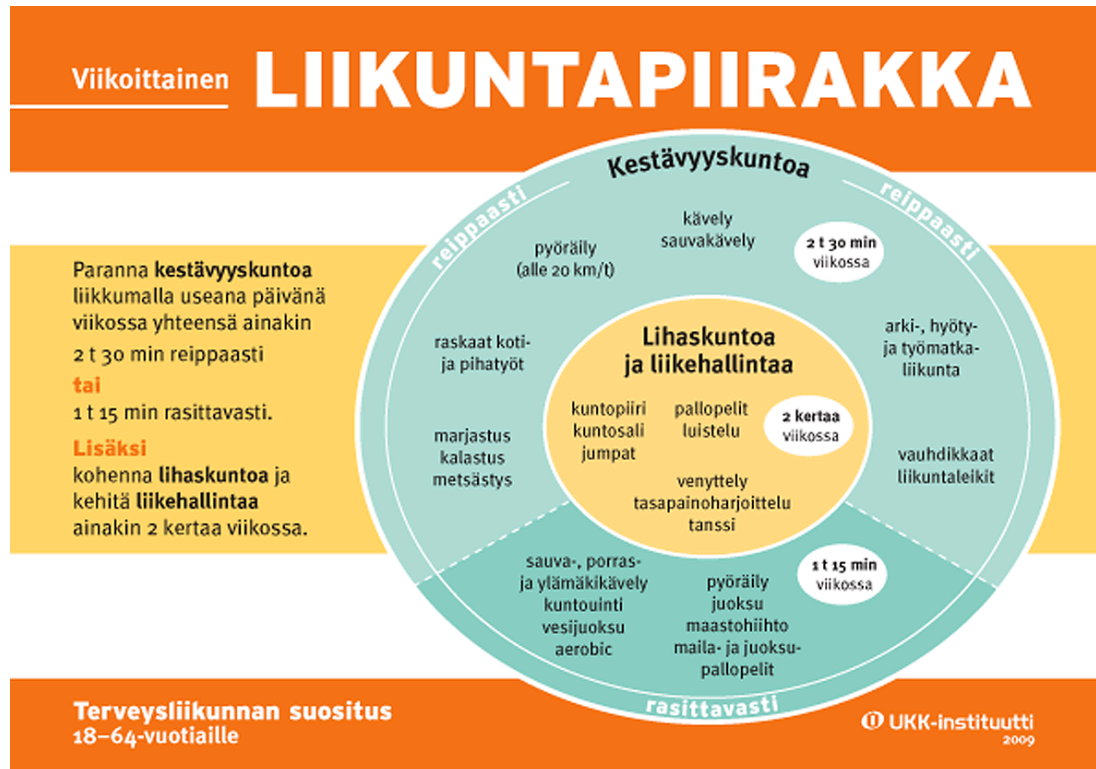 Viikoittainen LIIKUNTAPIIRAKKA
Paranna kestävyyskuntoa
liikkumalla useana päivänä
viikossa yhteensä ainakin
2 t 30 min reippaasti
tai
1 t 15 min rasittavasti.
Lisäksi
kohenna lihaskuntoa ja
kehitä liikehallintaa
ainakin 2 kertaa viikossa.
Kestävyyskuntoa
reippaasti
reippaasti
kävely
sauvakävely
2 t 30 min
viikossa
pyöräily
(alle 20 km/t)
raskaat koti-
ja pihatyöt
arki-, hyöty-
ja työmatka-
liikunta
marjastus
kalastus
metsästys
vauhdikkaat
liikuntaleikit
Lihaskuntoa
ja liikehallintaa
kuntopiiri
kuntosali
jumpat
pallopelit
luistelu
2 kertaa
viikossa
venyttely
tasapainoharjoittelu
tanssi
sauva-, porras-
ja ylämäkikävely
kuntouinti
vesijuoksu
aerobic
pyöräily
juoksu
maastohiihto
maila- ja juoksu-
pallopelit
1 t 15 min
viikossa
rasittavasti
Terveysliikunnan suositus
18–64-vuotiaille
UKK-instituutti
2009